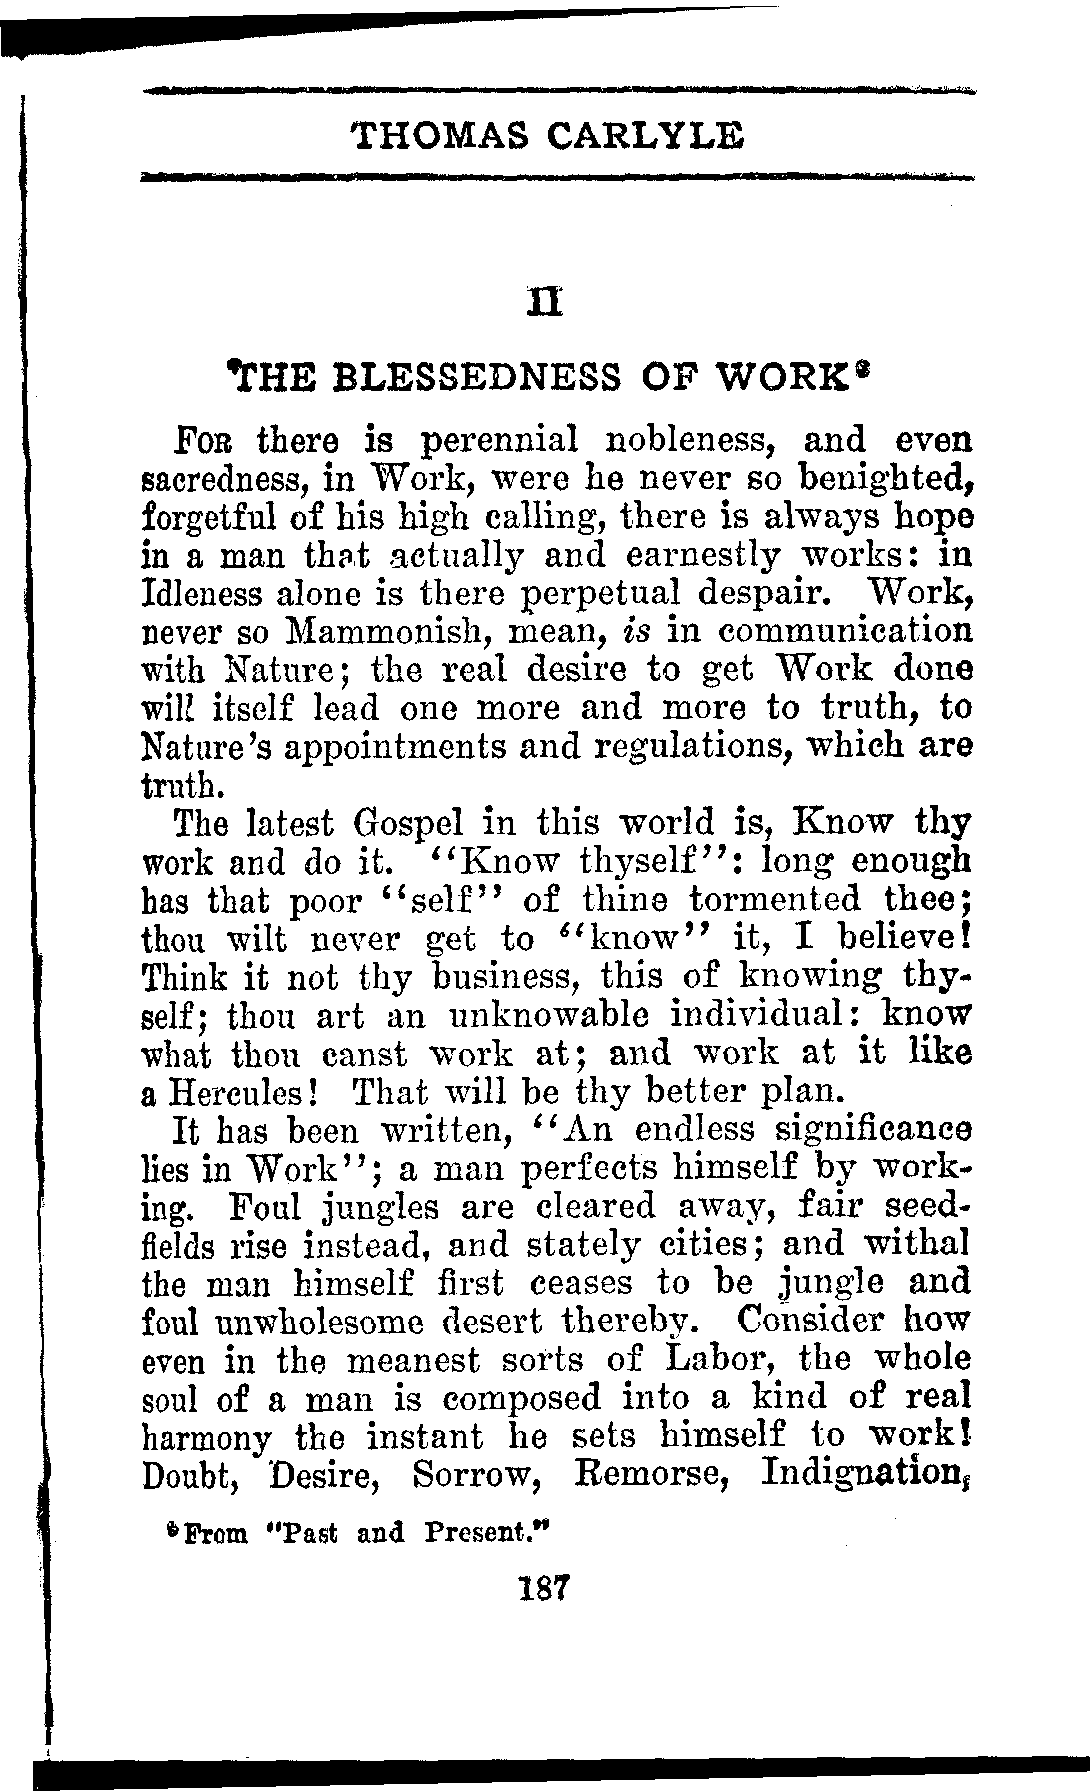 THOMAS CARLYLE
II
THE BLESSEDNESS OF WORK*
FOR there is perennial nobleness, and even
sacredness, in Work, were he never so benighted,
forgetful of his high calling, there is always hope
in a man that actually and earnestly works: in
Idleness alone is there perpetual despair. Work,
never so Mammonish, mean, is in communication
with Nature; the real desire to get Work done
will itself lead one more and more to truth, to
Nature's appointments and regulations, which are
truth.
The latest Gospel in this world is, Know thy
work and do it. "Know thyself": long enough
has that poor "self" of thine tormented thee;
thou wilt never get to "know" it, I believe!
Think it not thy business, this of knowing thy-
self; thou art an unknowable individual: know
what thou canst work at; and work at it like
a Hercules! That will be thy better plan.
It has been written, "An endless significance
lies in Work"; a man perfects himself by work-
ing. Foul jungles are cleared away, fair seed-
fields rise instead, and stately cities; and withal
the man himself first ceases to be jungle and
foul unwholesome desert thereby. Consider how
even in the meanest sorts of Labor, the whole
soul of a man is composed into a kind of real
harmony the instant he sets himself to work!
Doubt, Desire, Sorrow, Remorse, Indignation,
*From "Past and Present."
187